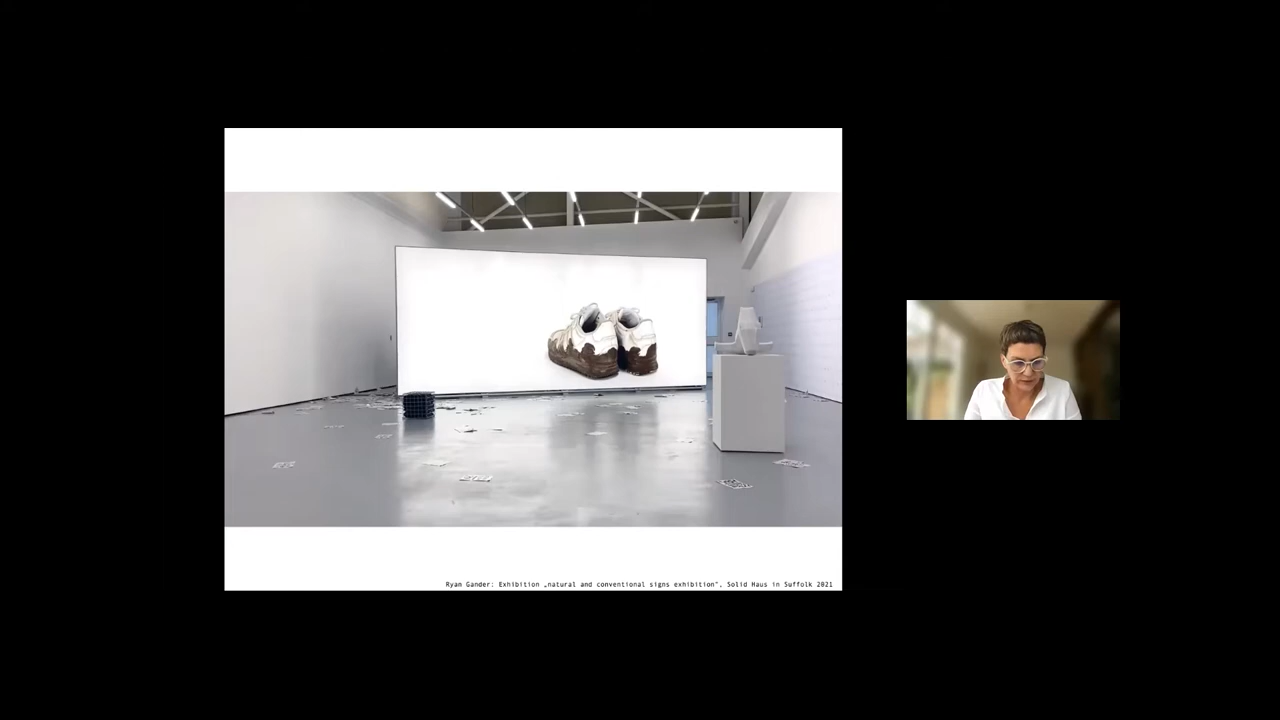 Ryan Gander: Exhibition „natural and conventional signs exhibition", Solid Haus in Suffolk 2021